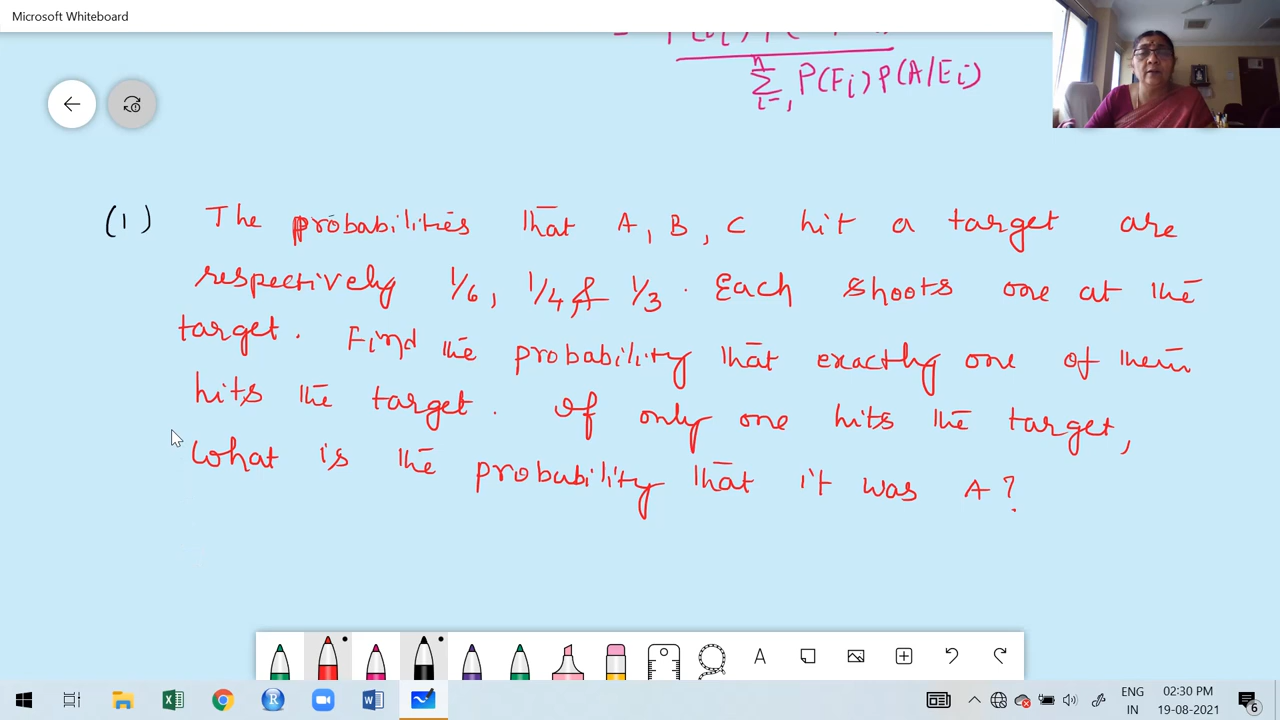 Microsoft Whiteboard
n
Σ P(Ei) P(A/Ei)
i=1
(1) The probabilities that A, B, C hit a target are
respectively 1/6, 1/4, & 1/3. Each shoots one at the
target. Find the probability that exactly one of them
hits the target. If only one hits the target,
What is the probability that it was A?
A
ENG
IN
02:30 PM
19-08-2021
6